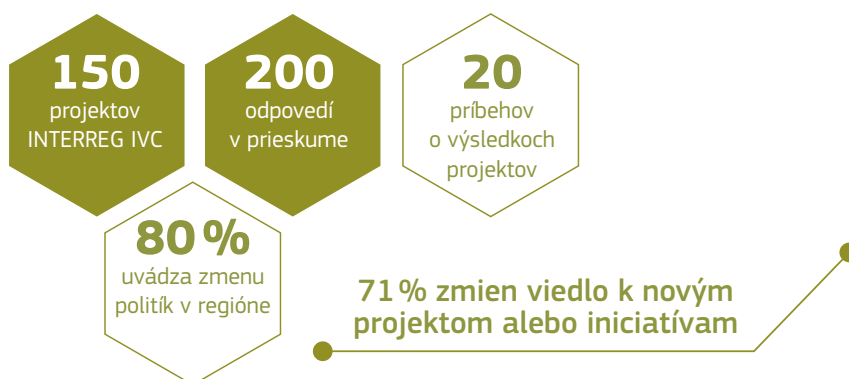 150
projektov
INTERREG IVC
200
odpovedí
v prieskume
20
príbehov
o výsledkoch
projektov
80 %
uvádza zmenu
politík v regióne
71 % zmien viedlo k novým
projektom alebo iniciatívam